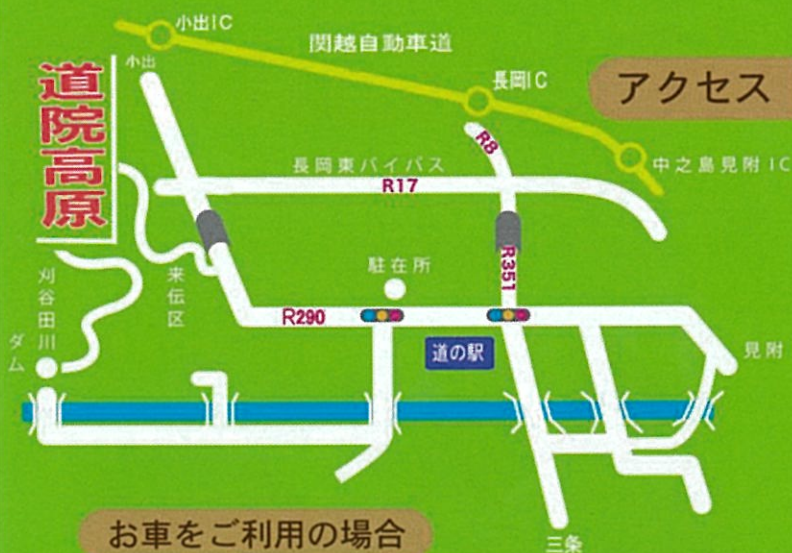 小出IC
関越自動車道
小出
道院高原
長岡IC
アクセス
R8
中之島見附IC
長岡東バイパス
R17
駐在所
R351
刈谷田川
ダム
来伝区
R290
道の駅
見附
お車をご利用の場合
三条